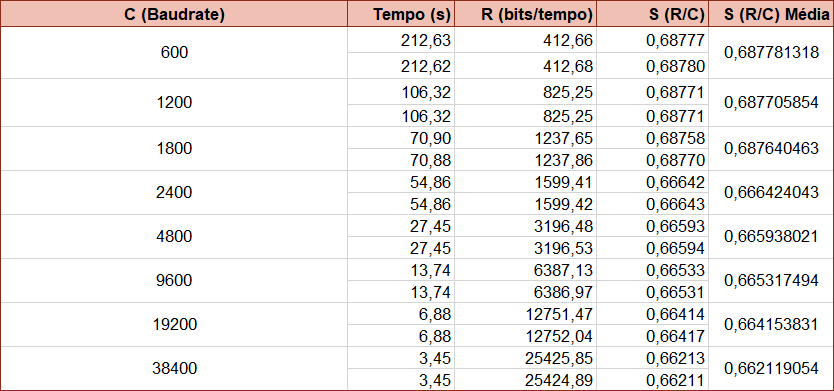 C (Baudrate) Tempo (s) R (bits/tempo) S (R/C) S (R/C) Média
600 212,63 412,66 0,68777 0,687781318
212,62 412,68 0,68780
1200 106,32 825,25 0,68771 0,687705854
106,32 825,25 0,68771
1800 70,90 1237,65 0,68758 0,687640463
70,88 1237,86 0,68770
2400 54,86 1599,41 0,66642 0,666424043
54,86 1599,42 0,66643
4800 27,45 3196,48 0,66593 0,665938021
27,45 3196,53 0,66594
9600 13,74 6387,13 0,66533 0,665317494
13,74 6386,97 0,66531
19200 6,88 12751,47 0,66414 0,664153831
6,88 12752,04 0,66417
38400 3,45 25425,85 0,66213 0,662119054
3,45 25424,89 0,66211